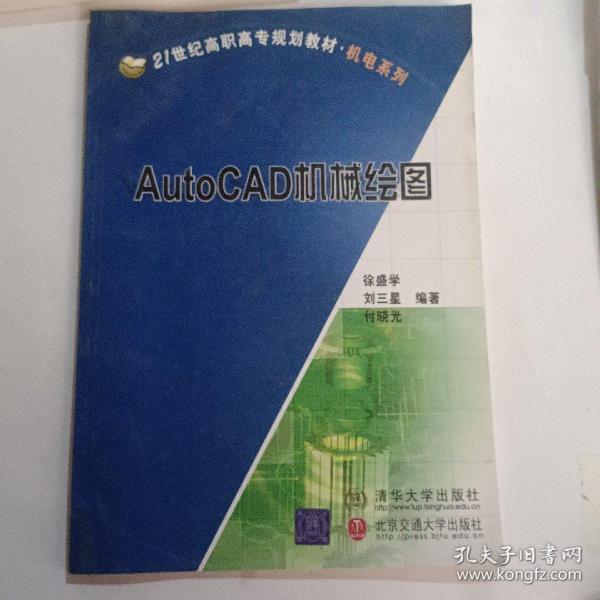 21世纪高职高专规划教材·机电系列
AutoCAD机械绘图
徐盛学
刘三星 编著
付晓光
清华大学出版社
http://www.tup.tsinghua.edu.cn
北京交通大学出版社
http://press.bjtu.edu.cn
孔夫子旧书网
www.kongfz.com